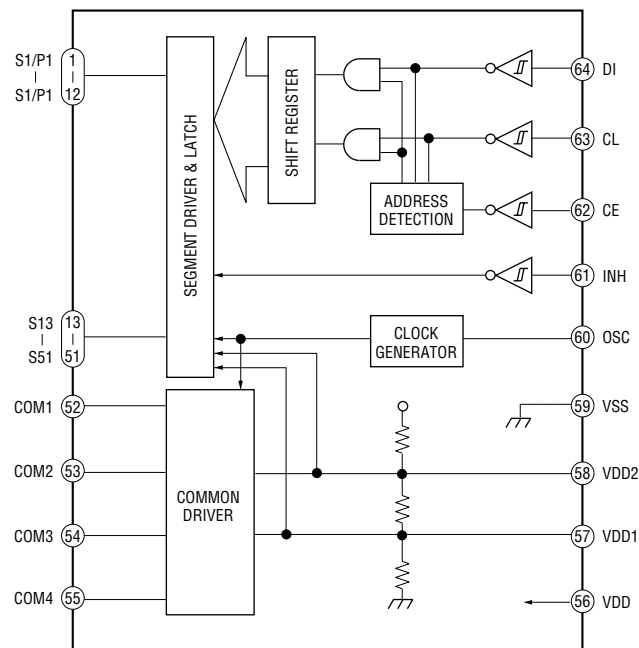 S1/P1
1
S1/P1
12
SEGMENT DRIVER & LATCH
SHIFT REGISTER
64 DI
63 CL
ADDRESS
DETECTION
62 CE
61 INH
S13
13
S51
51
CLOCK
GENERATOR
60 OSC
COM1 52
59 VSS
COM2 53
COMMON
DRIVER
58 VDD2
COM3 54
57 VDD1
COM4 55
56 VDD